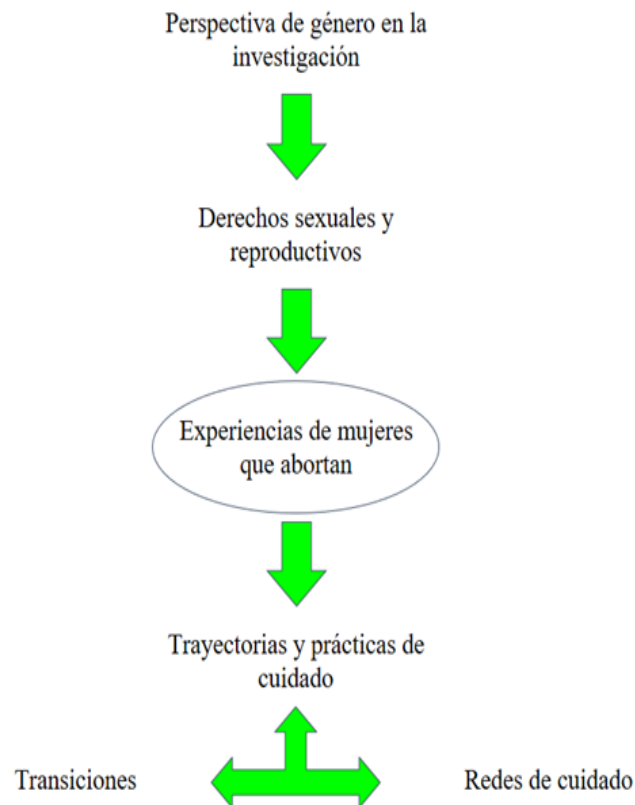 Perspectiva de género en la
investigación
Derechos sexuales y
reproductivos
Experiencias de mujeres
que abortan
Trayectorias y prácticas de
cuidado
Transiciones
Redes de cuidado